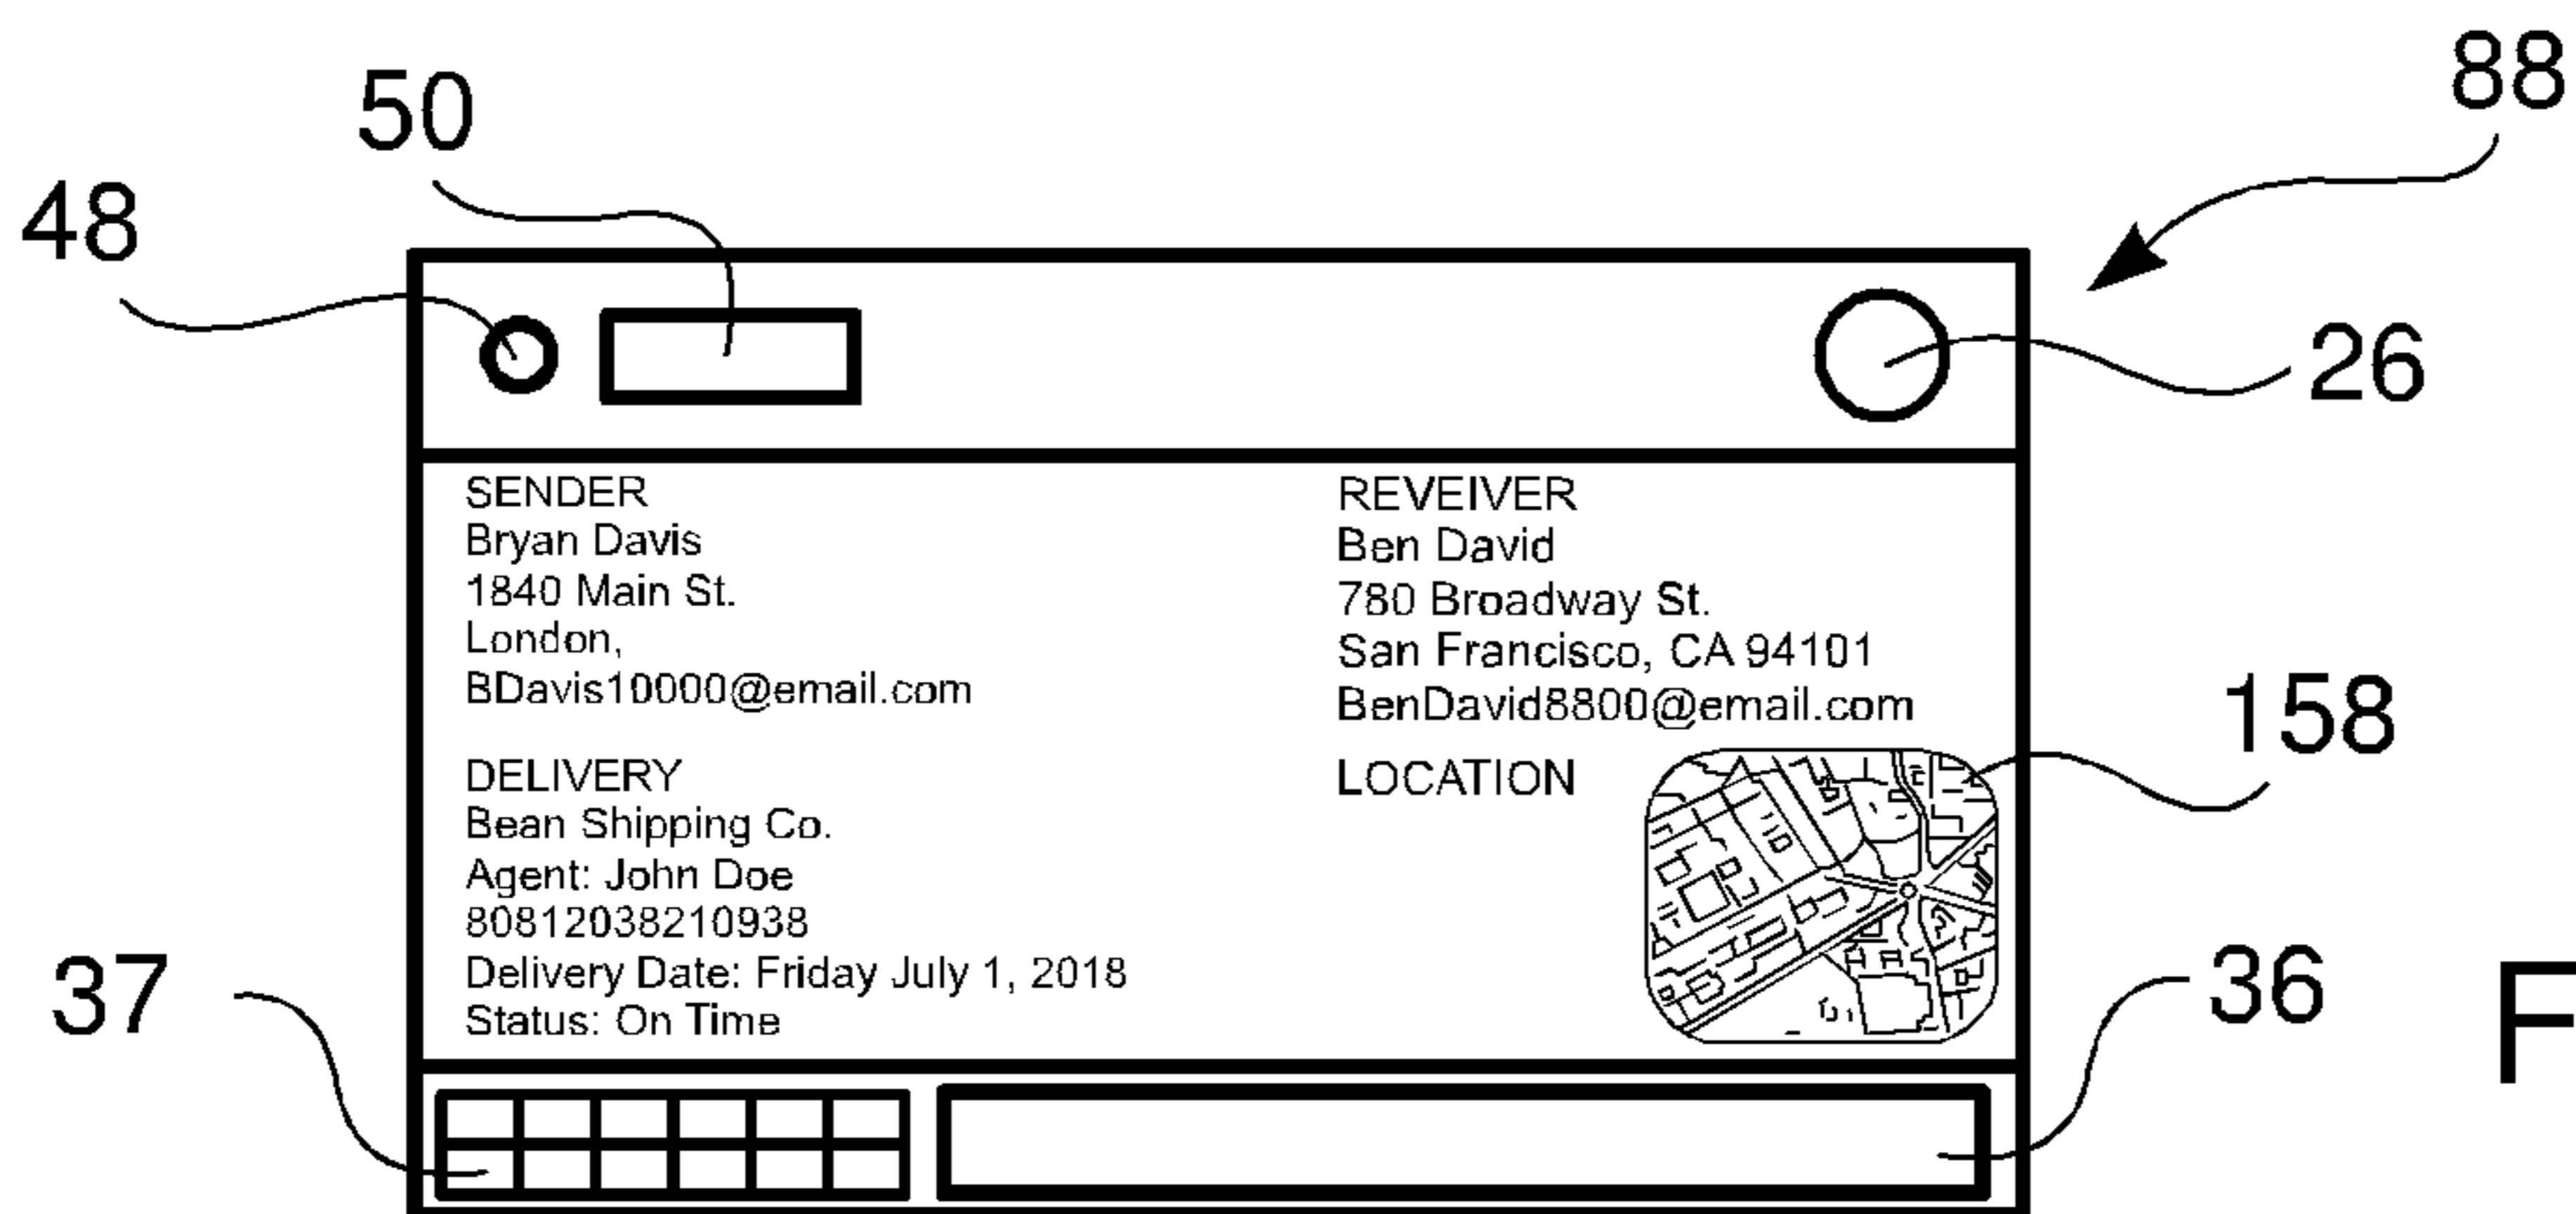 50
88
48
26
SENDER
Bryan Davis
1840 Main St.
London,
BDavis10000@email.com
REVEIVER
Ben David
780 Broadway St.
San Francisco, CA 94101
BenDavid8800@email.com
158
DELIVERY
Bean Shipping Co.
Agent: John Doe
80812038210938
Delivery Date: Friday July 1, 2018
Status: On Time
LOCATION
37
36
F